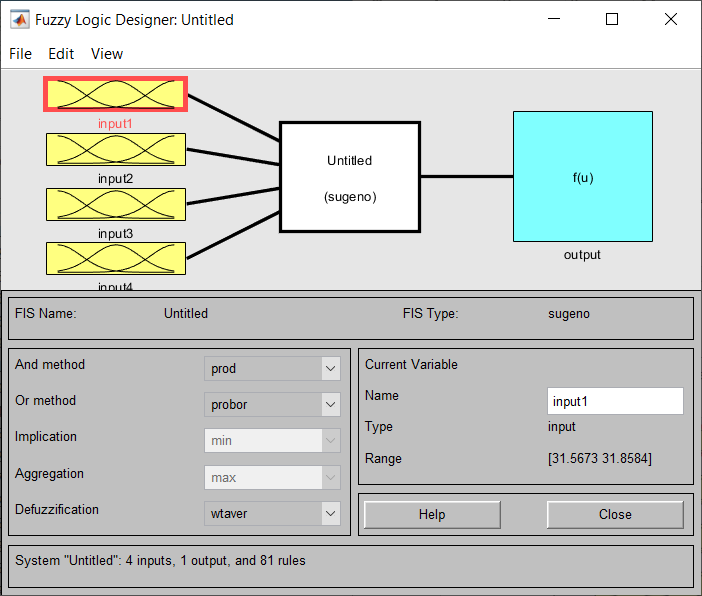 Fuzzy Logic Designer: Untitled
File Edit View
input1
input2
input3
input4
Untitled
(sugeno)
f(u)
output
FIS Name: Untitled FIS Type: sugeno
And method prod
Or method probor
Implication min
Aggregation max
Defuzzification wtaver
Current Variable
Name input1
Type input
Range [31.5673 31.8584]
Help Close
System "Untitled": 4 inputs, 1 output, and 81 rules